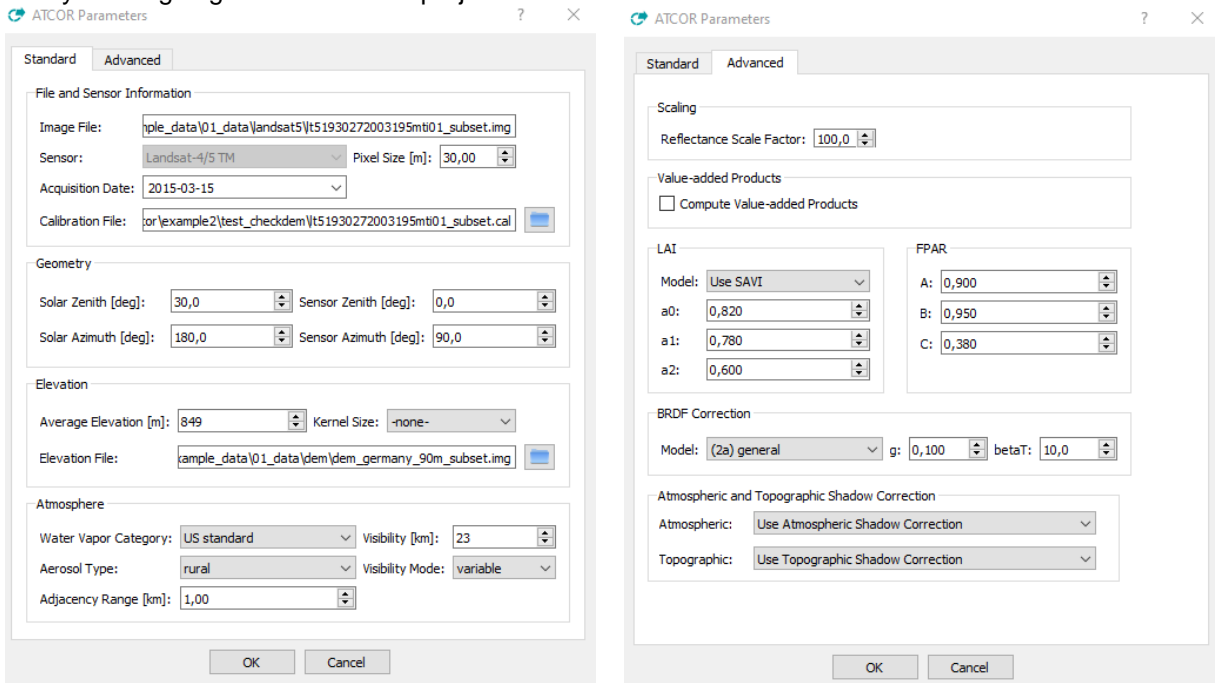 ATCOR Parameters ? ×
Standard Advanced
File and Sensor Information
Image File: nple_data\01_data\landsat5\lt51930272003195mti01_subset.img
Sensor: Landsat-4/5 TM Pixel Size [m]: 30,00
Acquisition Date: 2015-03-15
Calibration File: tor\example2\test_checkdem\lt51930272003195mti01_subset.cal
Geometry
Solar Zenith [deg]: 30,0 Sensor Zenith [deg]: 0,0
Solar Azimuth [deg]: 180,0 Sensor Azimuth [deg]: 90,0
Elevation
Average Elevation [m]: 849 Kernel Size: -none-
Elevation File: xample_data\01_data\dem\dem_germany_90m_subset.img
Atmosphere
Water Vapor Category: US standard Visibility [km]: 23
Aerosol Type: rural Visibility Mode: variable
Adjacency Range [km]: 1,00
OK Cancel
ATCOR Parameters ? ×
Standard Advanced
Scaling
Reflectance Scale Factor: 100,0
Value-added Products
Compute Value-added Products
LAI
Model: Use SAVI
a0: 0,820
a1: 0,780
a2: 0,600
FPAR
A: 0,900
B: 0,950
C: 0,380
BRDF Correction
Model: (2a) general g: 0,100 betaT: 10,0
Atmospheric and Topographic Shadow Correction
Atmospheric: Use Atmospheric Shadow Correction
Topographic: Use Topographic Shadow Correction
OK Cancel